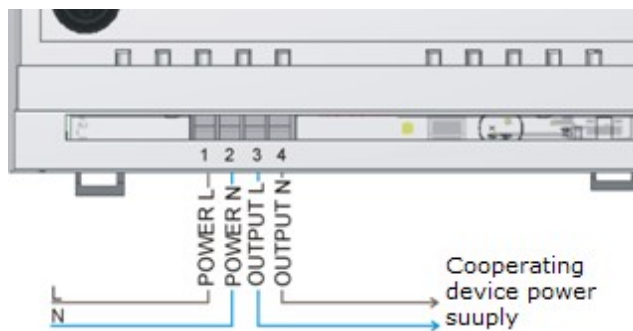 1 2 3 4
POWER L
POWER N
OUTPUT L
OUTPUT N
L
N
Cooperating
device power
suuply